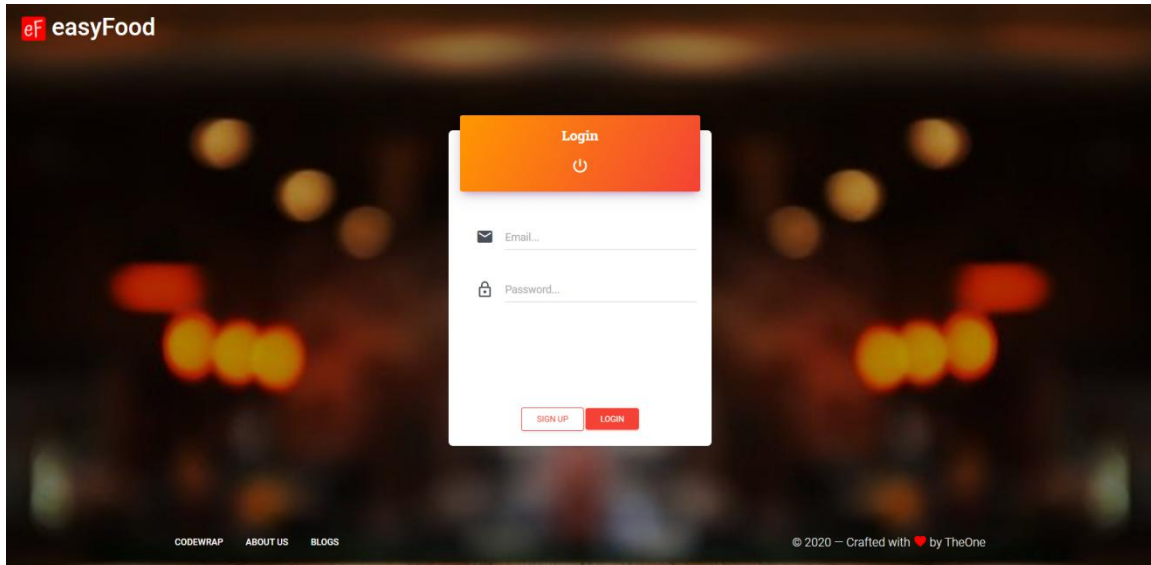 eF easyFood
Login
Email...
Password...
SIGN UP LOGIN
CODEWRAP ABOUT US BLOGS
© 2020 — Crafted with ❤ by TheOne